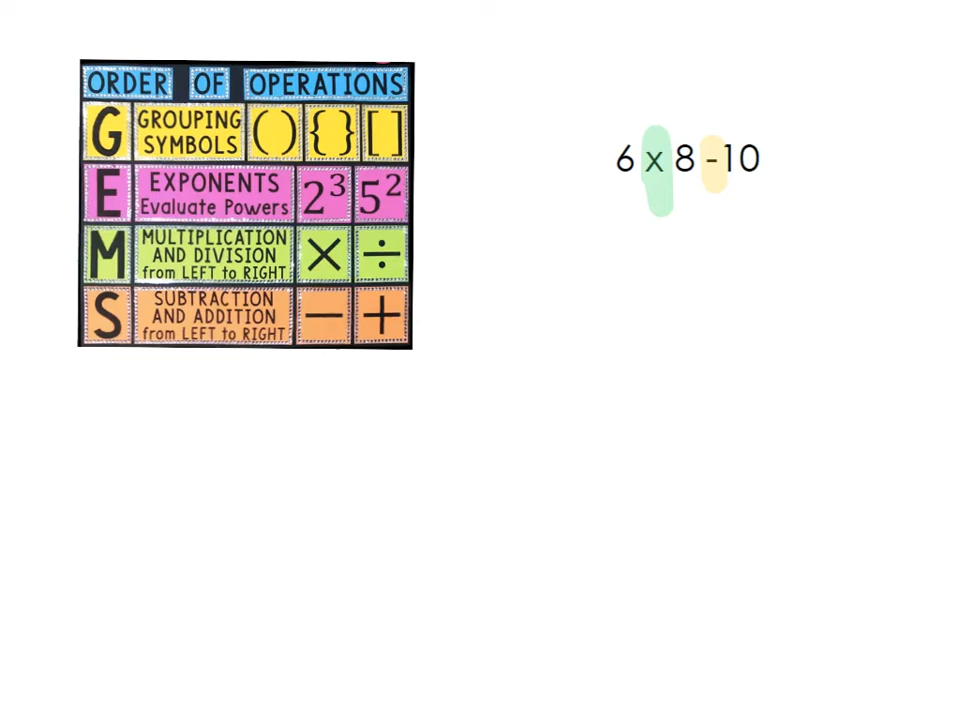 ORDER OF OPERATIONS
G GROUPING SYMBOLS ( ) { } [ ]
E EXPONENTS Evaluate Powers 2³ 5²
M MULTIPLICATION AND DIVISION from LEFT to RIGHT × ÷
S SUBTRACTION AND ADDITION from LEFT to RIGHT − +
6 x 8 -10